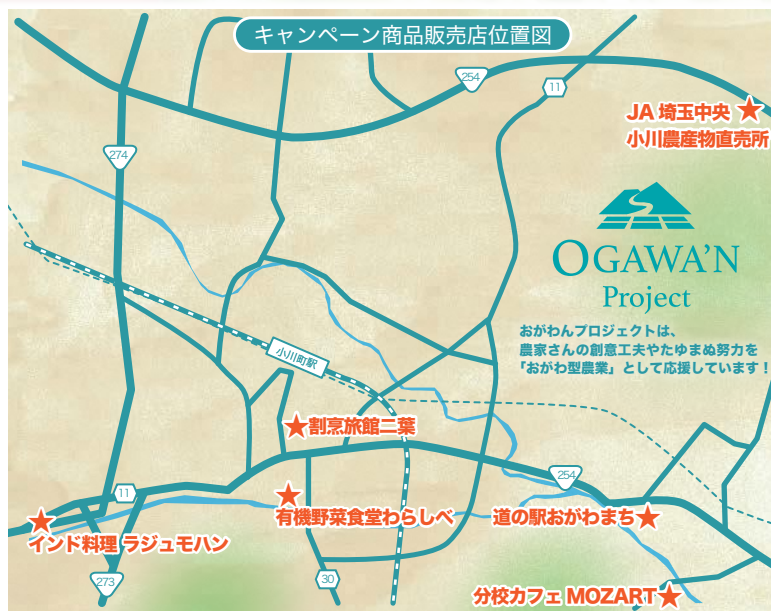 キャンペーン商品販売店位置図
254
11
JA 埼玉中央
小川農産物直売所
274
OGAWA'N
Project
おがわんプロジェクトは、
農家さんの創意工夫やたゆまぬ努力を
「おがわ型農業」として応援しています！
小川町駅
割烹旅館二葉
254
11
有機野菜食堂わらしべ
道の駅おがわまち
インド料理 ラジュモハン
273
30
分校カフェ MOZART